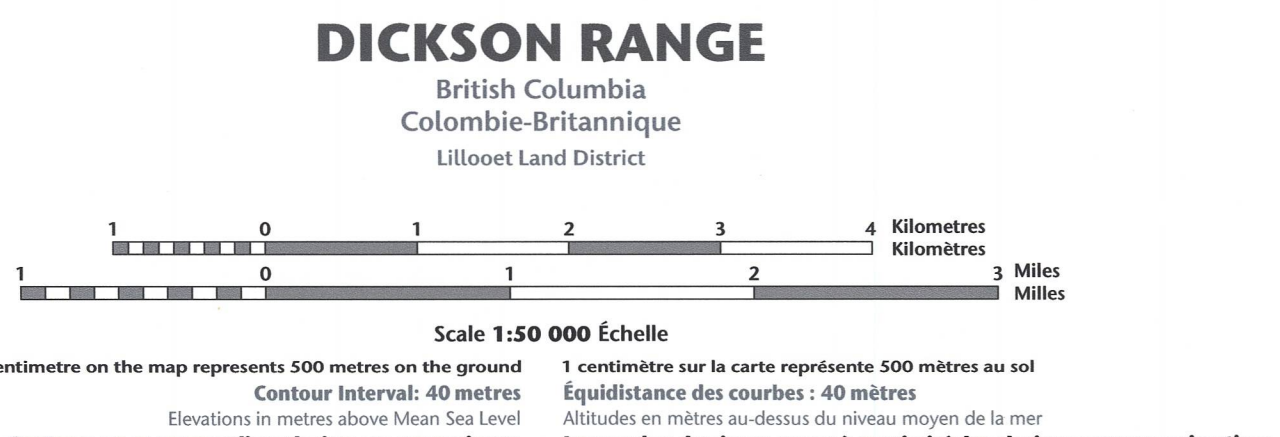 DICKSON RANGE
British Columbia
Colombie-Britannique
Lillooet Land District
1 0 1 2 3 4 Kilometres
Kilomètres
1 0 1 2 3 Miles
Milles
Scale 1:50 000 Échelle
on the map represents 500 metres on the ground
1 centimètre sur la carte représente 500 mètres au sol
Contour Interval: 40 metres
Équidistance des courbes : 40 mètres
Elevations in metres above Mean Sea Level
Altitudes en mètres au-dessus du niveau moyen de la mer